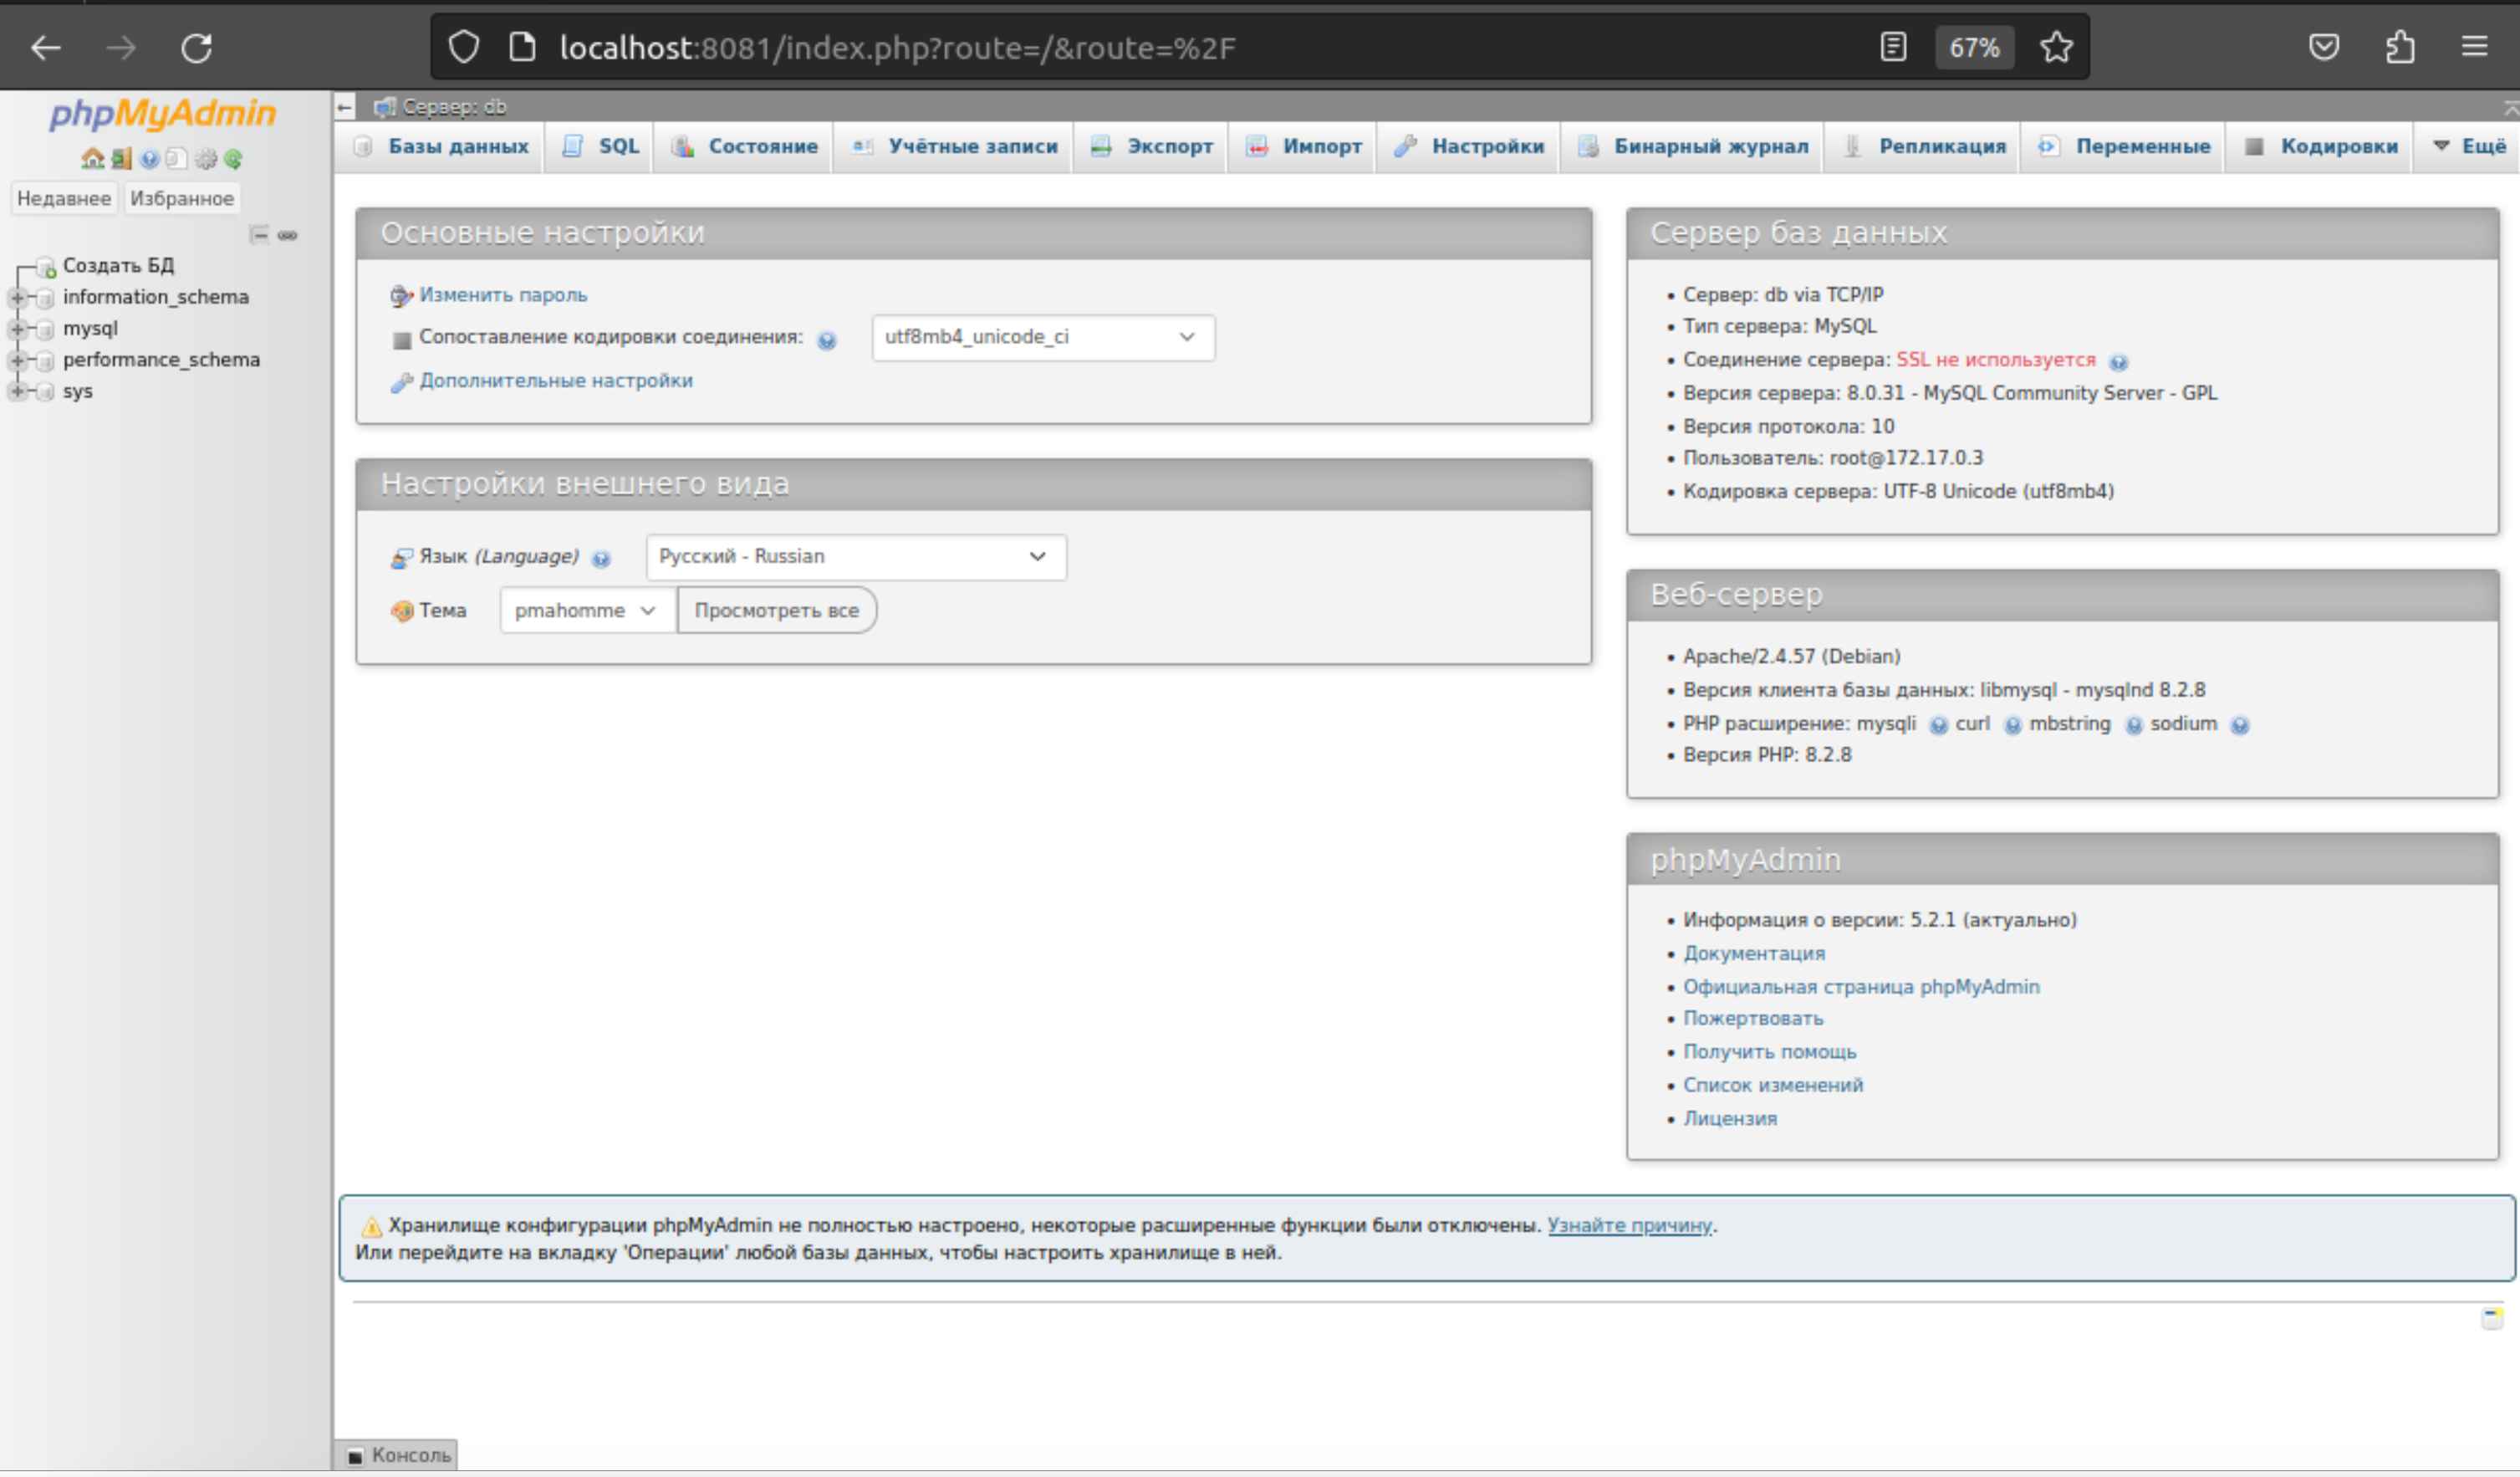 localhost:8081/index.php?route=/&route=%2F
67%
phpMyAdmin
Недавнее Избранное
Создать БД
information_schema
mysql
performance_schema
sys
Сервер: db
Базы данных SQL Состояние Учётные записи Экспорт Импорт Настройки Бинарный журнал Репликация Переменные Кодировки Ещё
Основные настройки
Изменить пароль
Сопоставление кодировки соединения: utf8mb4_unicode_ci
Дополнительные настройки
Настройки внешнего вида
Язык (Language) Русский - Russian
Тема pmahomme Просмотреть все
Сервер баз данных
• Сервер: db via TCP/IP
• Тип сервера: MySQL
• Соединение сервера: SSL не используется
• Версия сервера: 8.0.31 - MySQL Community Server - GPL
• Версия протокола: 10
• Пользователь: root@172.17.0.3
• Кодировка сервера: UTF-8 Unicode (utf8mb4)
Веб-сервер
• Apache/2.4.57 (Debian)
• Версия клиента базы данных: libmysql - mysqlnd 8.2.8
• PHP расширение: mysqli curl mbstring sodium
• Версия PHP: 8.2.8
phpMyAdmin
• Информация о версии: 5.2.1 (актуально)
• Документация
• Официальная страница phpMyAdmin
• Пожертвовать
• Получить помощь
• Список изменений
• Лицензия
Хранилище конфигурации phpMyAdmin не полностью настроено, некоторые расширенные функции были отключены. Узнайте причину.
Или перейдите на вкладку 'Операции' любой базы данных, чтобы настроить хранилище в ней.
Консоль